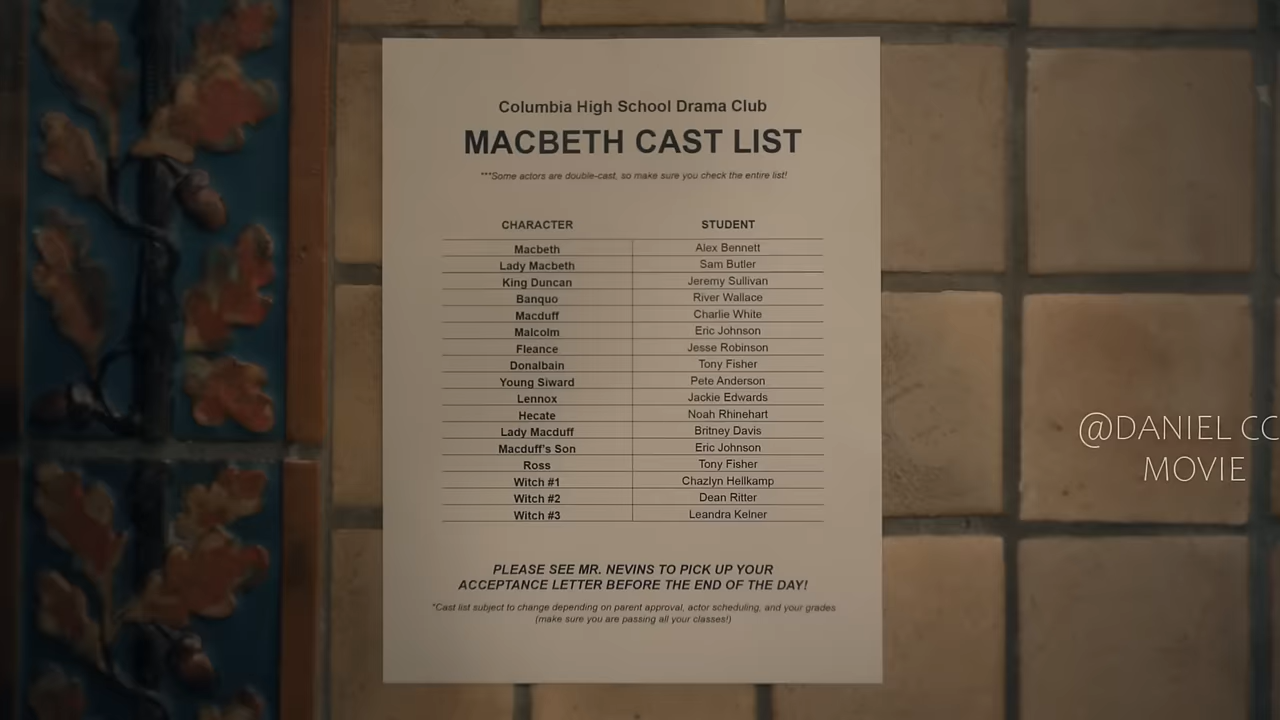 Columbia High School Drama Club
MACBETH CAST LIST
***Some actors are double-cast, so make sure you check the entire list!
CHARACTER STUDENT
Macbeth Alex Bennett
Lady Macbeth Sam Butler
King Duncan Jeremy Sullivan
Banquo River Wallace
Macduff Charlie White
Malcolm Eric Johnson
Fleance Jesse Robinson
Donalbain Tony Fisher
Young Siward Pete Anderson
Lennox Jackie Edwards
Hecate Noah Rhinehart
Lady Macduff Britney Davis
Macduff's Son Eric Johnson
Ross Tony Fisher
Witch #1 Chazlyn Hellkamp
Witch #2 Dean Ritter
Witch #3 Leandra Kelner
PLEASE SEE MR. NEVINS TO PICK UP YOUR
ACCEPTANCE LETTER BEFORE THE END OF THE DAY!
*Cast list subject to change depending on parent approval, actor scheduling, and your grades
(make sure you are passing all your classes!)
@DANIEL CO
MOVIE